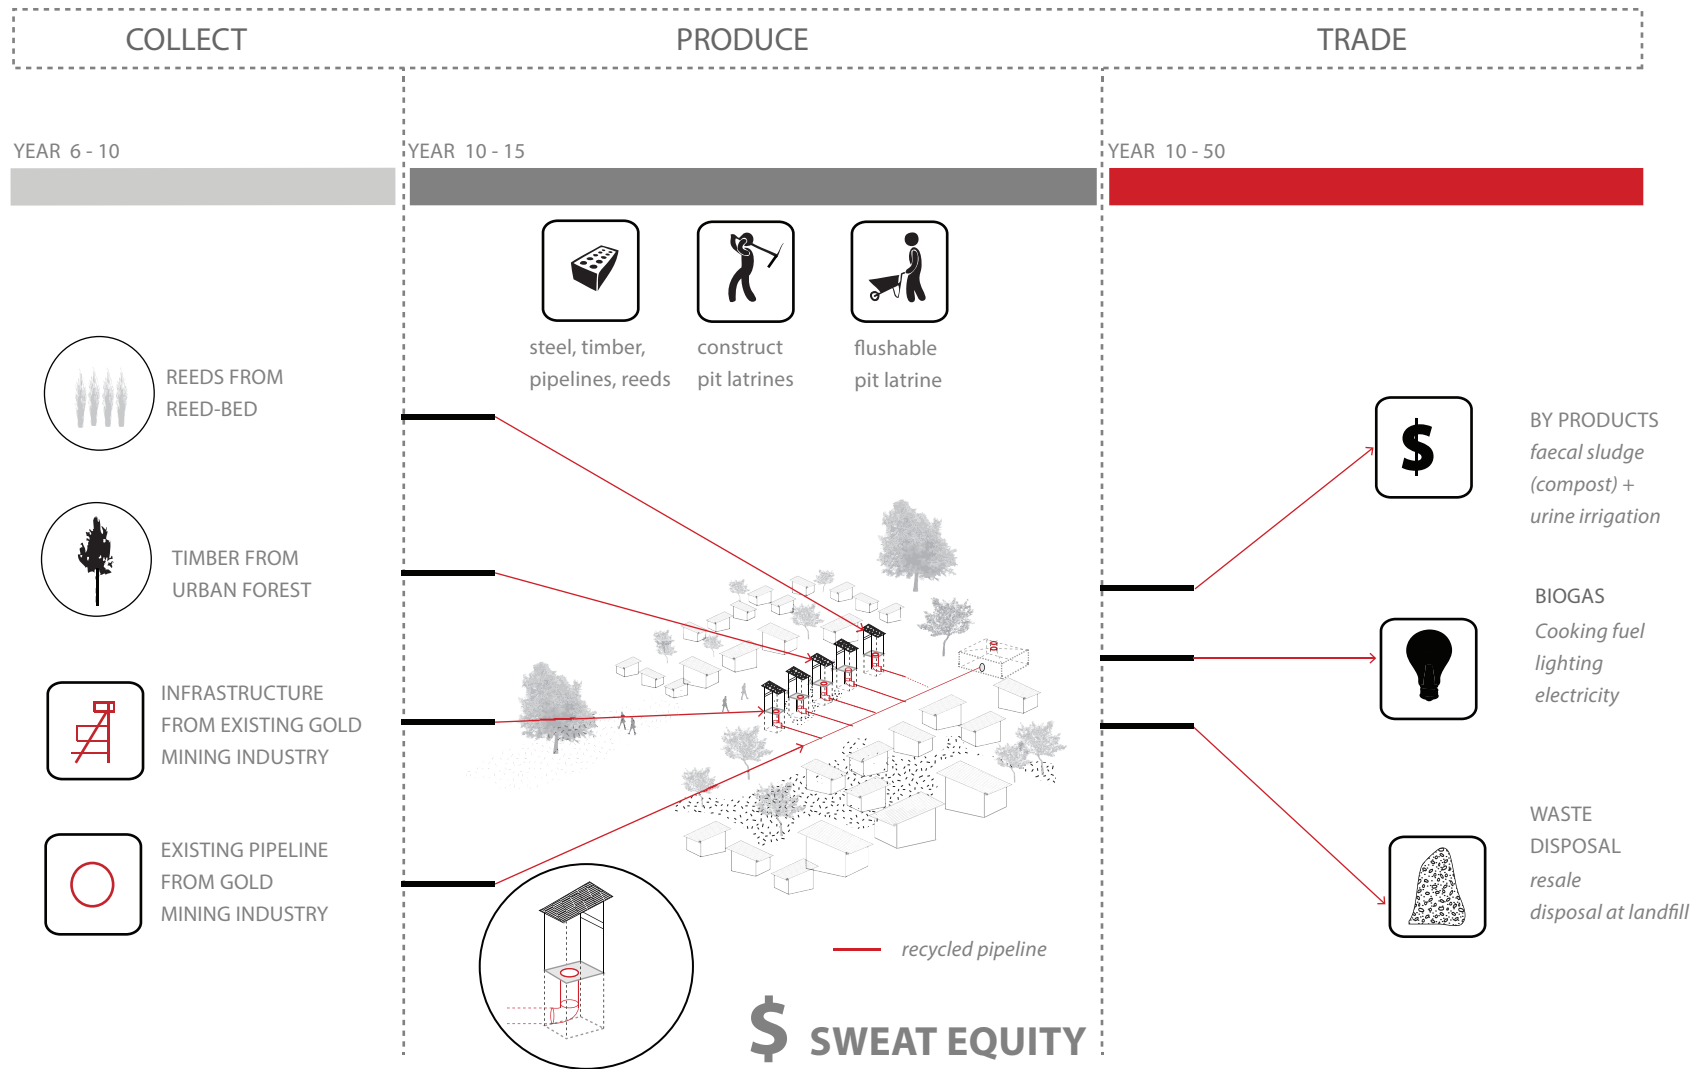 COLLECT
PRODUCE
TRADE
YEAR 6 - 10
YEAR 10 - 15
YEAR 10 - 50
steel, timber,
pipelines, reeds
construct
pit latrines
flushable
pit latrine
REEDS FROM
REED-BED
TIMBER FROM
URBAN FOREST
INFRASTRUCTURE
FROM EXISTING GOLD
MINING INDUSTRY
EXISTING PIPELINE
FROM GOLD
MINING INDUSTRY
recycled pipeline
$ SWEAT EQUITY
$
BY PRODUCTS
faecal sludge
(compost) +
urine irrigation
BIOGAS
Cooking fuel
lighting
electricity
WASTE
DISPOSAL
resale
disposal at landfill